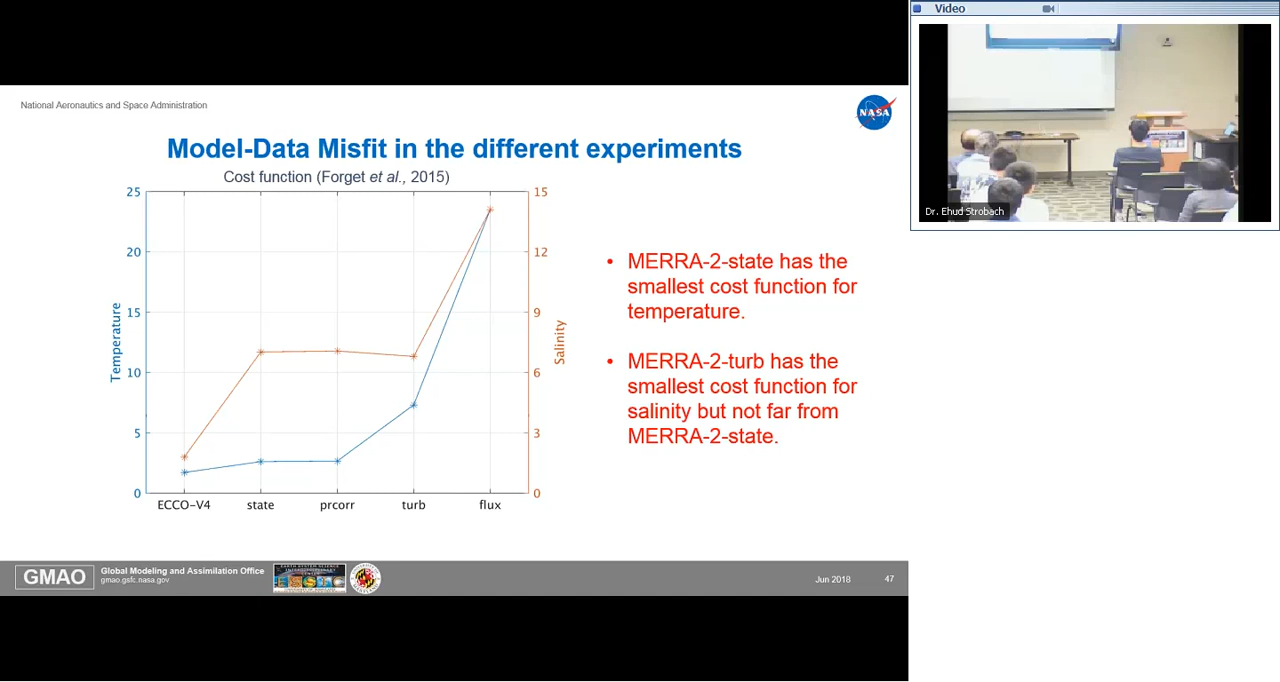 Video
Dr. Ehud Strobach
National Aeronautics and Space Administration
NASA
Model-Data Misfit in the different experiments
Cost function (Forget et al., 2015)
25
20
15
10
5
0
Temperature
15
12
9
6
3
0
Salinity
ECCO-V4 state prcorr turb flux
• MERRA-2-state has the
smallest cost function for
temperature.
• MERRA-2-turb has the
smallest cost function for
salinity but not far from
MERRA-2-state.
GMAO
Global Modeling and Assimilation Office
gmao.gsfc.nasa.gov
ESSIC
Jun 2018
47